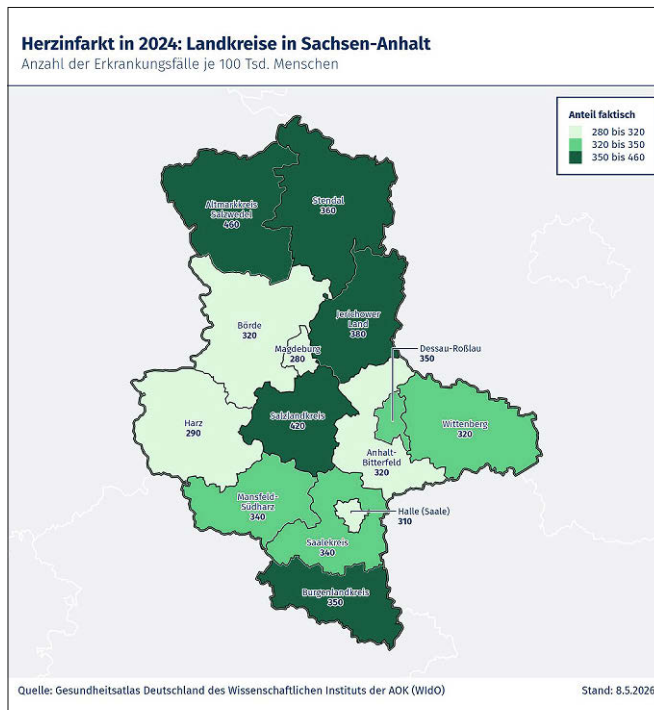 Herzinfarkt in 2024: Landkreise in Sachsen-Anhalt
Anzahl der Erkrankungsfälle je 100 Tsd. Menschen
Anteil faktisch
280 bis 320
320 bis 350
350 bis 460
Altmarkkreis
Salzwedel
460
Stendal
360
Jerichower
Land
380
Börde
320
Magdeburg
280
Dessau-Roßlau
350
Harz
290
Salzlandkreis
420
Wittenberg
320
Anhalt-
Bitterfeld
320
Mansfeld-
Südharz
340
Halle (Saale)
310
Saalekreis
340
Burgenlandkreis
350
Quelle: Gesundheitsatlas Deutschland des Wissenschaftlichen Instituts der AOK (WIdO)
Stand: 8.5.2026